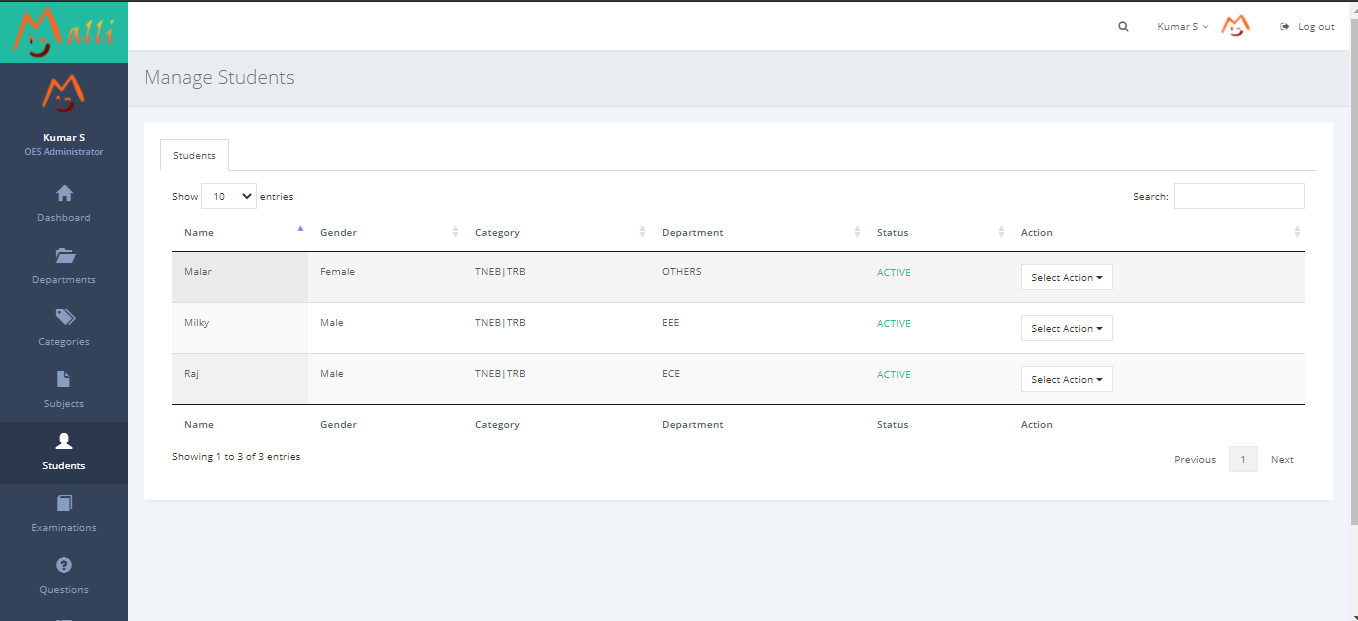 Malli
Kumar S
Log out
Kumar S
OES Administrator
Dashboard
Departments
Categories
Subjects
Students
Examinations
Questions
Manage Students
Students
Show 10 entries
Search:
Name Gender Category Department Status Action
Malar Female TNEB|TRB OTHERS ACTIVE Select Action
Milky Male TNEB|TRB EEE ACTIVE Select Action
Raj Male TNEB|TRB ECE ACTIVE Select Action
Name Gender Category Department Status Action
Showing 1 to 3 of 3 entries
Previous 1 Next